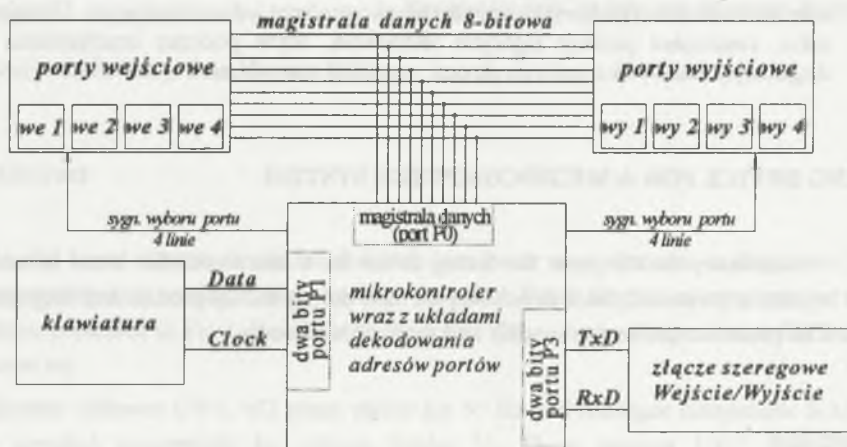 magistrala danych 8-bitowa
porty wejściowe
porty wyjściowe
we 1 we 2 we 3 we 4
wy 1 wy 2 wy 3 wy 4
sygn. wyboru portu
4 linie
magistrala danych
(port P0)
sygn. wyboru portu
4 linie
klawiatura
Data
Clock
dwa bity
portu P1
mikrokontroler
wraz z układami
dekodowania
adresów portów
dwa bity
portu P3
TxD
RxD
złącze szeregowe
Wejście/Wyjście